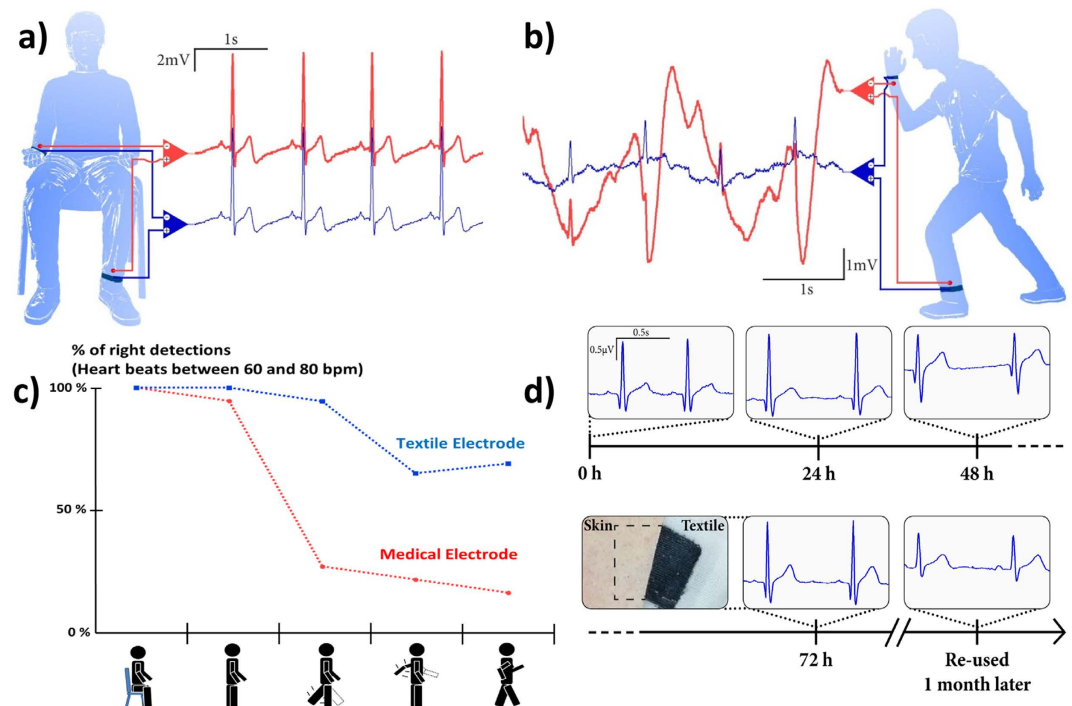 a)
1s
2mV
-
+
-
+
b)
-
+
-
+
1mV
1s
c)
% of right detections
(Heart beats between 60 and 80 bpm)
100 %
Textile Electrode
50 %
Medical Electrode
0 %
d)
0.5s
0.5µV
0 h
24 h
48 h
Skin
Textile
72 h
Re-used
1 month later